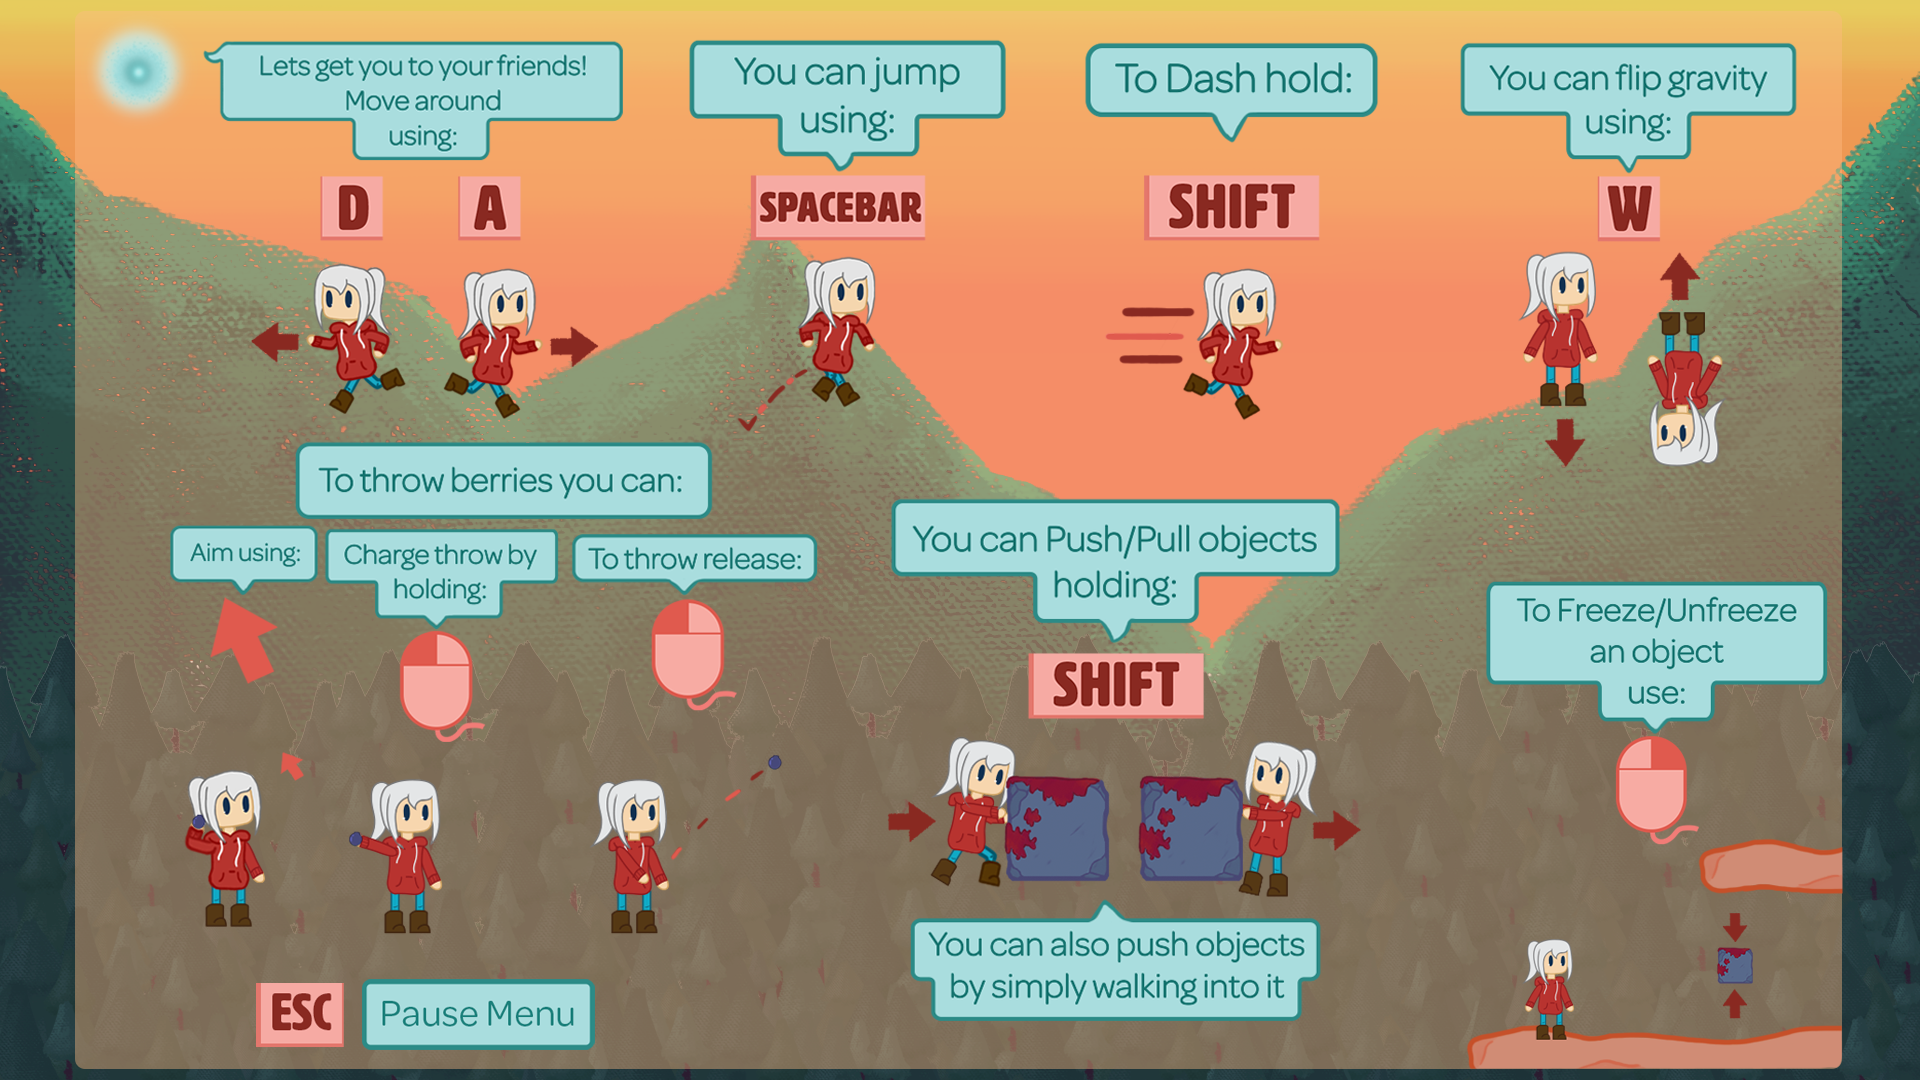 Lets get you to your friends!
Move around
using:
D
A
You can jump
using:
SPACEBAR
To Dash hold:
SHIFT
You can flip gravity
using:
W
To throw berries you can:
Aim using:
Charge throw by
holding:
To throw release:
You can Push/Pull objects
holding:
SHIFT
You can also push objects
by simply walking into it
To Freeze/Unfreeze
an object
use:
ESC
Pause Menu